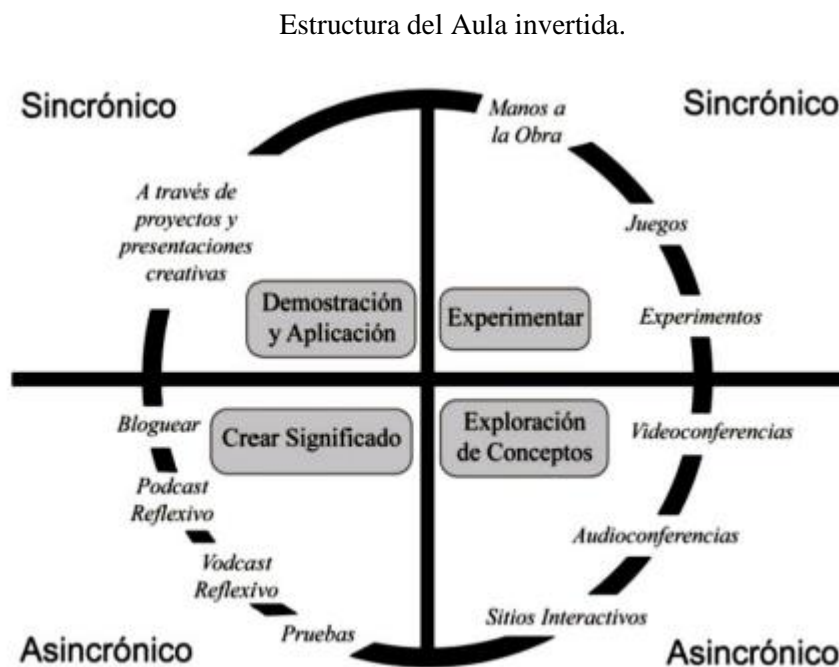 Estructura del Aula invertida.
Sincrónico
Sincrónico
Manos a
la Obra
A través de
proyectos y
presentaciones
creativas
Juegos
Demostración
y Aplicación
Experimentar
Experimentos
Bloguear
Crear Significado
Exploración
de Conceptos
Videoconferencias
Podcast
Reflexivo
Audioconferencias
Vodcast
Reflexivo
Pruebas
Sitios Interactivos
Asincrónico
Asincrónico